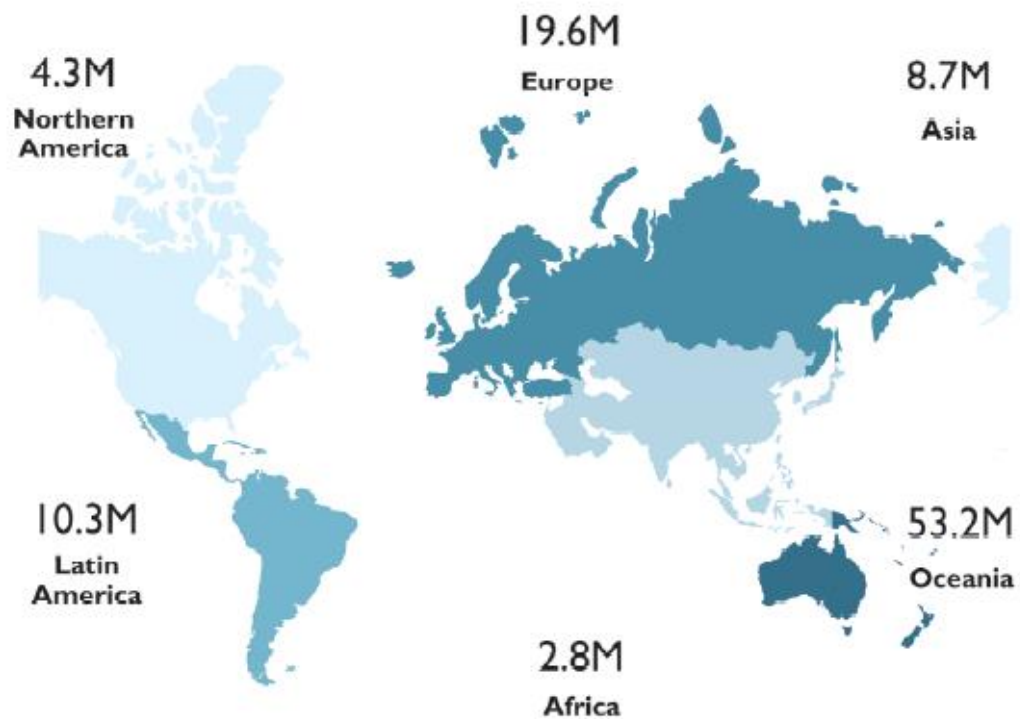 19.6M
Europe
4.3M
Northern
America
8.7M
Asia
10.3M
Latin
America
53.2M
Oceania
2.8M
Africa